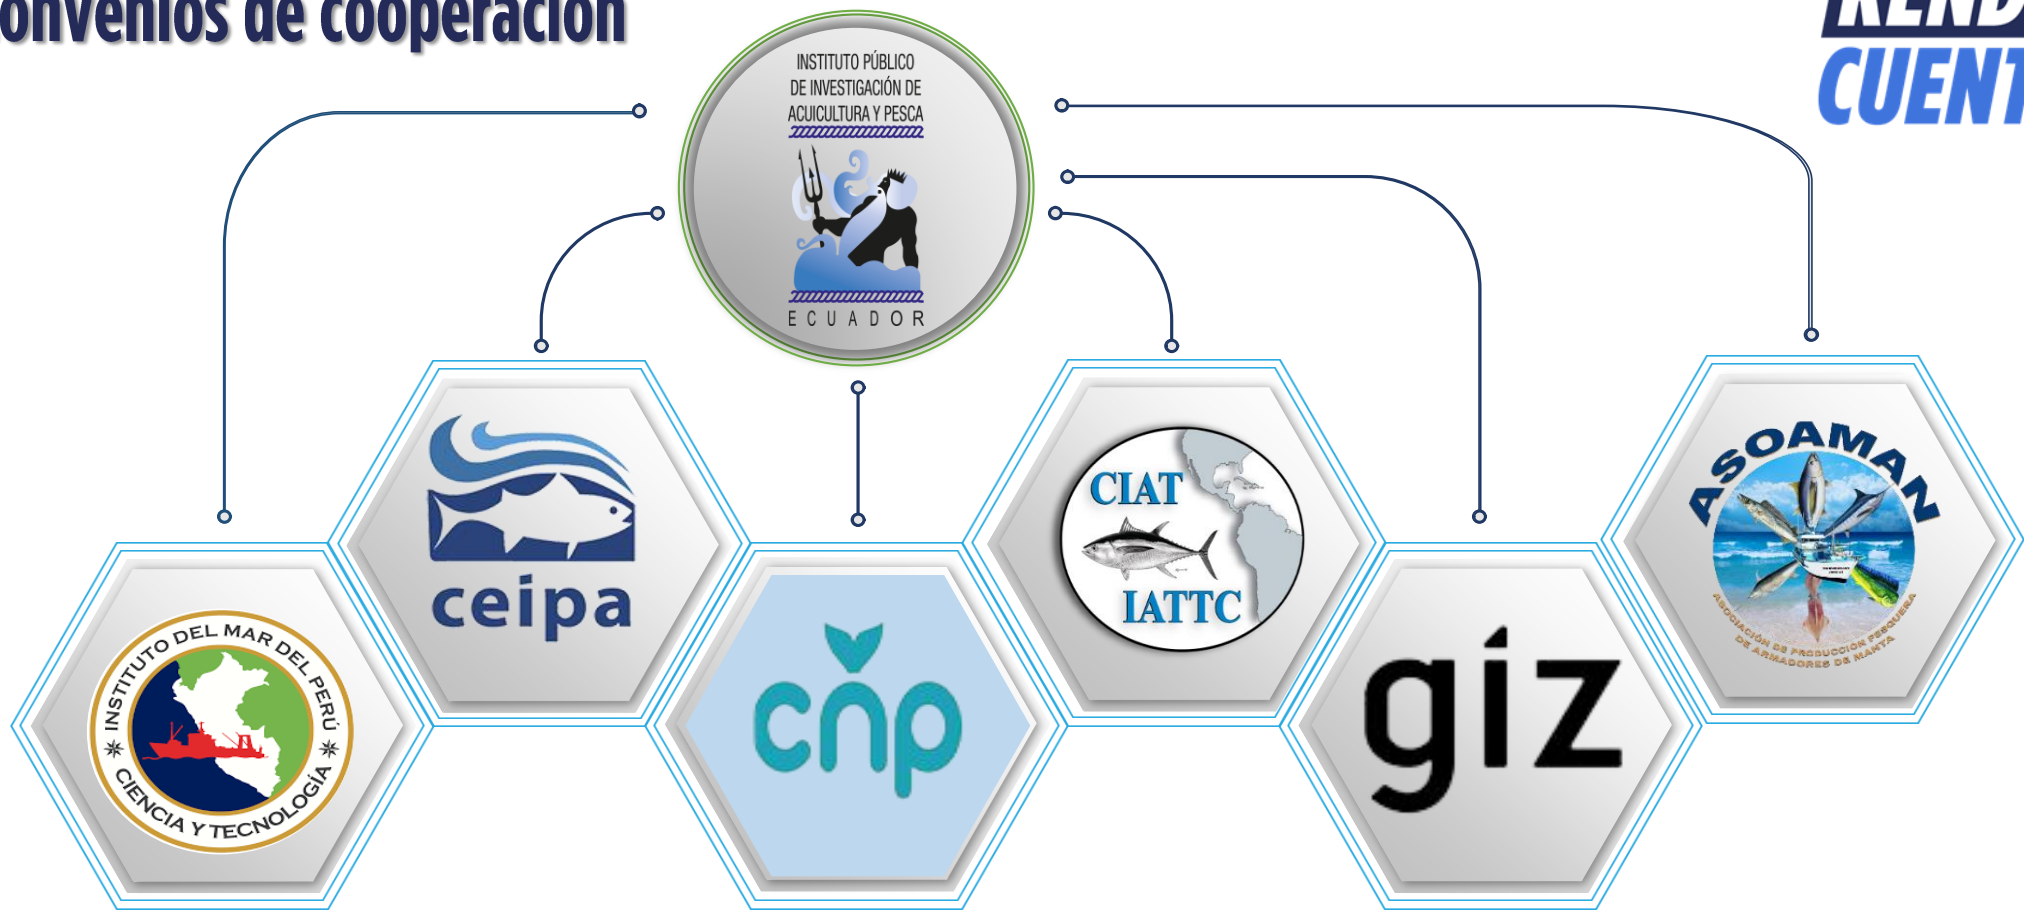 onvenios de cooperación
REND
CUENT
INSTITUTO PÚBLICO
DE INVESTIGACIÓN DE
ACUICULTURA Y PESCA
ECUADOR
INSTITUTO DEL MAR DEL PERÚ
CIENCIA Y TECNOLOGÍA
ceipa
cnp
CIAT
IATTC
giz
ASOAMAN
ASOCIACIÓN DE PRODUCCIÓN PESQUERA
DE ARMADORES DE MANTA